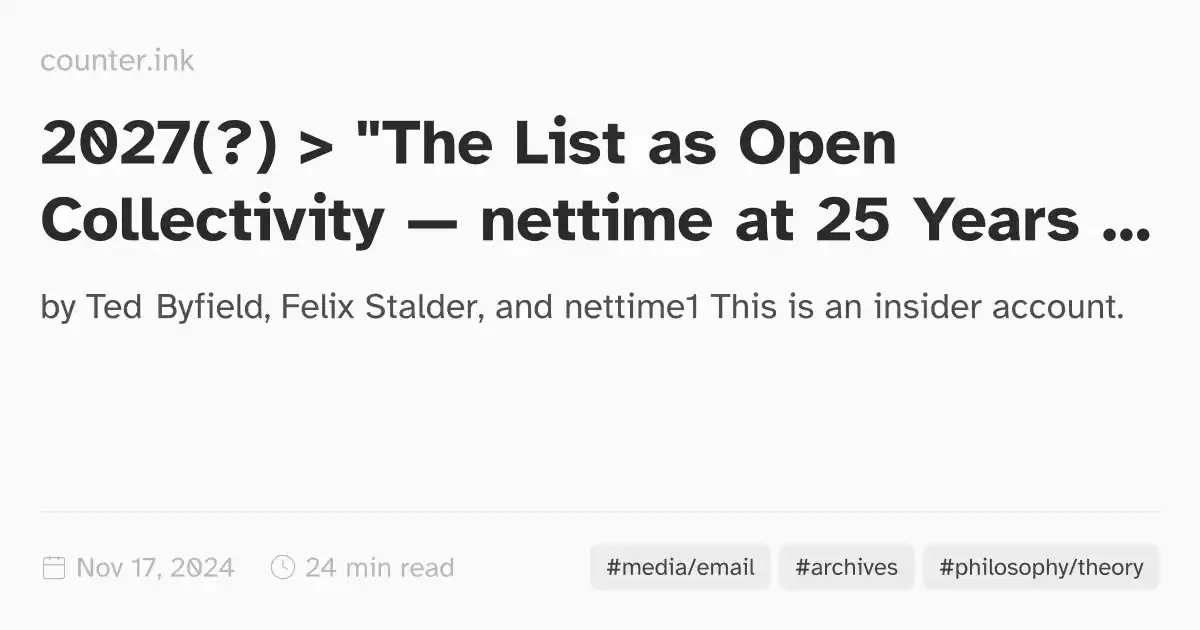 counter.ink
2027(?) > "The List as Open
Collectivity — nettime at 25 Years ...
by Ted Byfield, Felix Stalder, and nettime1 This is an insider account.
Nov 17, 2024
24 min read
#media/email
#archives
#philosophy/theory